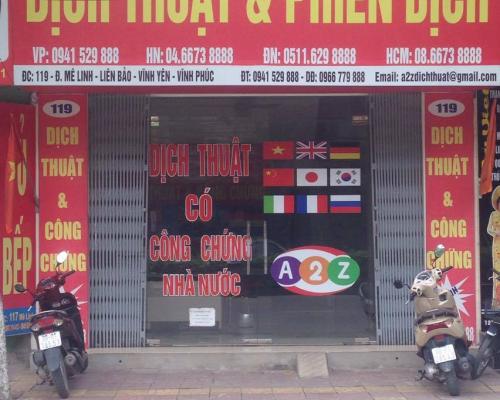 DỊCH THUẬT & PHIÊN DỊCH
VP: 0941 529 888 HN: 04.6673 8888 ĐN: 0511.629 8888 HCM: 08.6673 8888
ĐC: 119 - Đ. MÊ LINH - LIÊN BẢO - VĨNH YÊN - VĨNH PHÚC ĐT: 0941 529 888 - DĐ: 0966 779 888 Email: a2zdichthuat@gmail.com
119
DỊCH
THUẬT
&
CÔNG
CHỨNG
DỊCH THUẬT
CÓ
CÔNG CHỨNG
NHÀ NƯỚC
A2Z
119
DỊCH
THUẬT
&
CÔNG
CHỨNG
BẾP